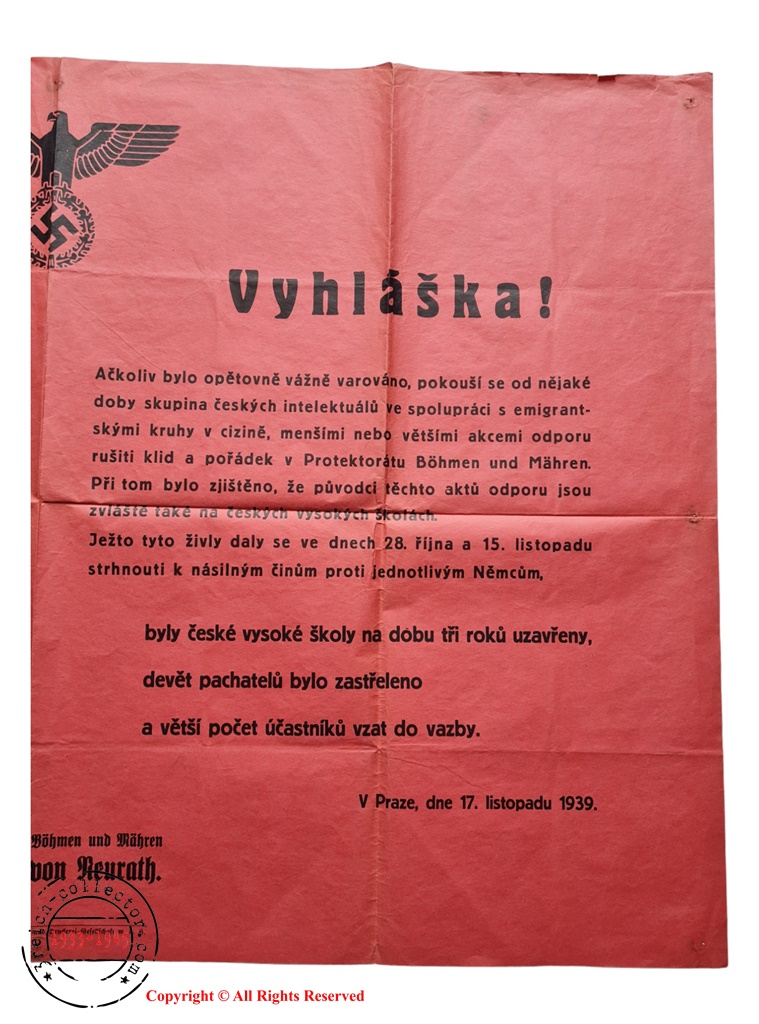 Vyhláška!
Ačkoliv bylo opětovně vážně varováno, pokouší se od nějaké
doby skupina českých intelektuálů ve spolupráci s emigrant-
skými kruhy v cizině, menšími nebo většími akcemi odporu
rušiti klid a pořádek v Protektorátu Böhmen und Mähren.
Při tom bylo zjištěno, že původci těchto aktů odporu jsou
zvláště také na českých vysokých školách.
Ježto tyto živly daly se ve dnech 28. října a 15. listopadu
strhnouti k násilným činům proti jednotlivým Němcům,
byly české vysoké školy na dobu tří roků uzavřeny,
devět pachatelů bylo zastřeleno
a větší počet účastníků vzat do vazby.
V Praze, dne 17. listopadu 1939.
Böhmen und Mähren
von Neurath.
3reich-collector.com
1933-1945
Copyright © All Rights Reserved